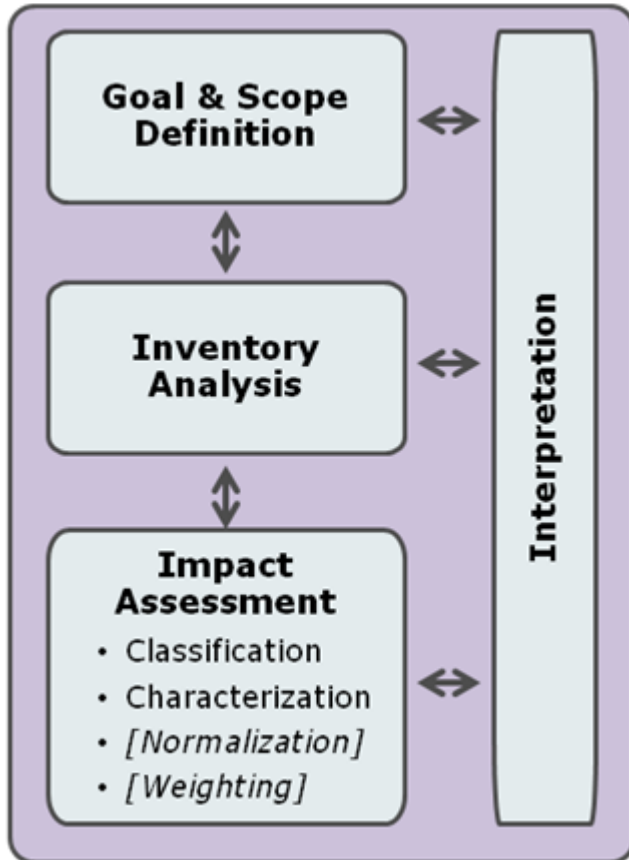 Goal & Scope
Definition
Inventory
Analysis
Impact
Assessment
• Classification
• Characterization
• [Normalization]
• [Weighting]
Interpretation